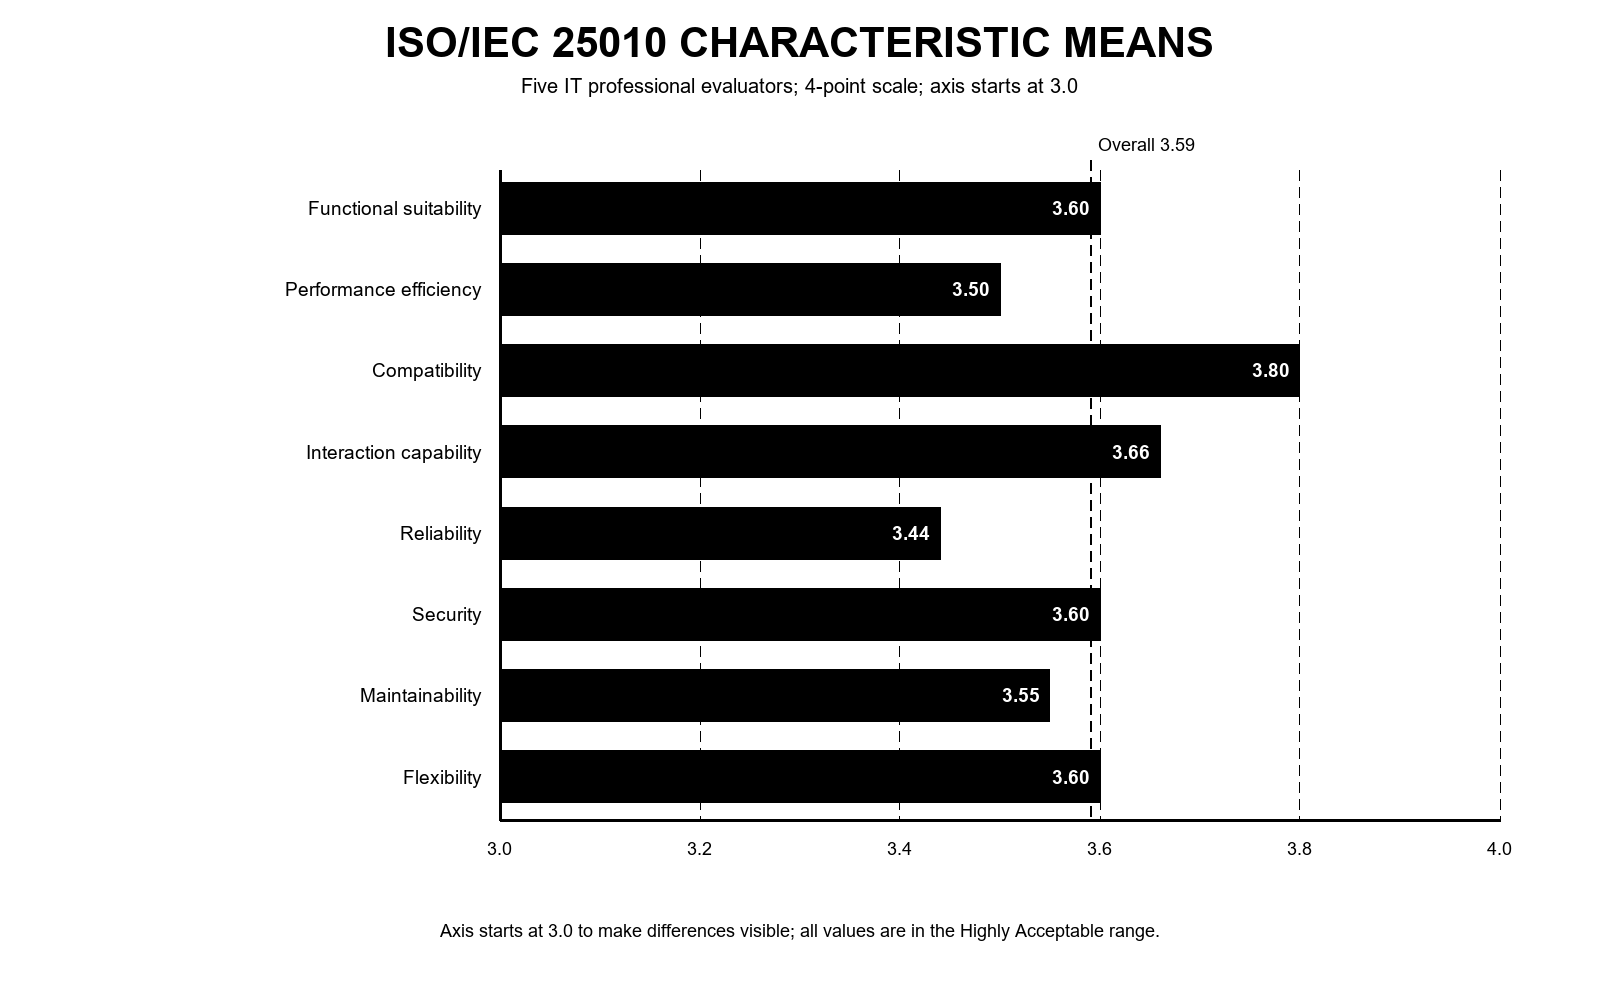 ISO/IEC 25010 CHARACTERISTIC MEANS
Five IT professional evaluators; 4-point scale; axis starts at 3.0
Overall 3.59
Functional suitability 3.60
Performance efficiency 3.50
Compatibility 3.80
Interaction capability 3.66
Reliability 3.44
Security 3.60
Maintainability 3.55
Flexibility 3.60
3.0 3.2 3.4 3.6 3.8 4.0
Axis starts at 3.0 to make differences visible; all values are in the Highly Acceptable range.